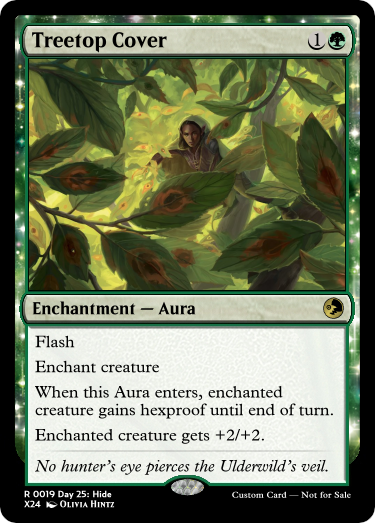 Treetop Cover 1
Enchantment — Aura
Flash
Enchant creature
When this Aura enters, enchanted
creature gains hexproof until end of turn.
Enchanted creature gets +2/+2.
No hunter's eye pierces the Ulderwild's veil.
R 0019 Day 25: Hide Custom Card — Not for Sale
X24 Olivia Hintz